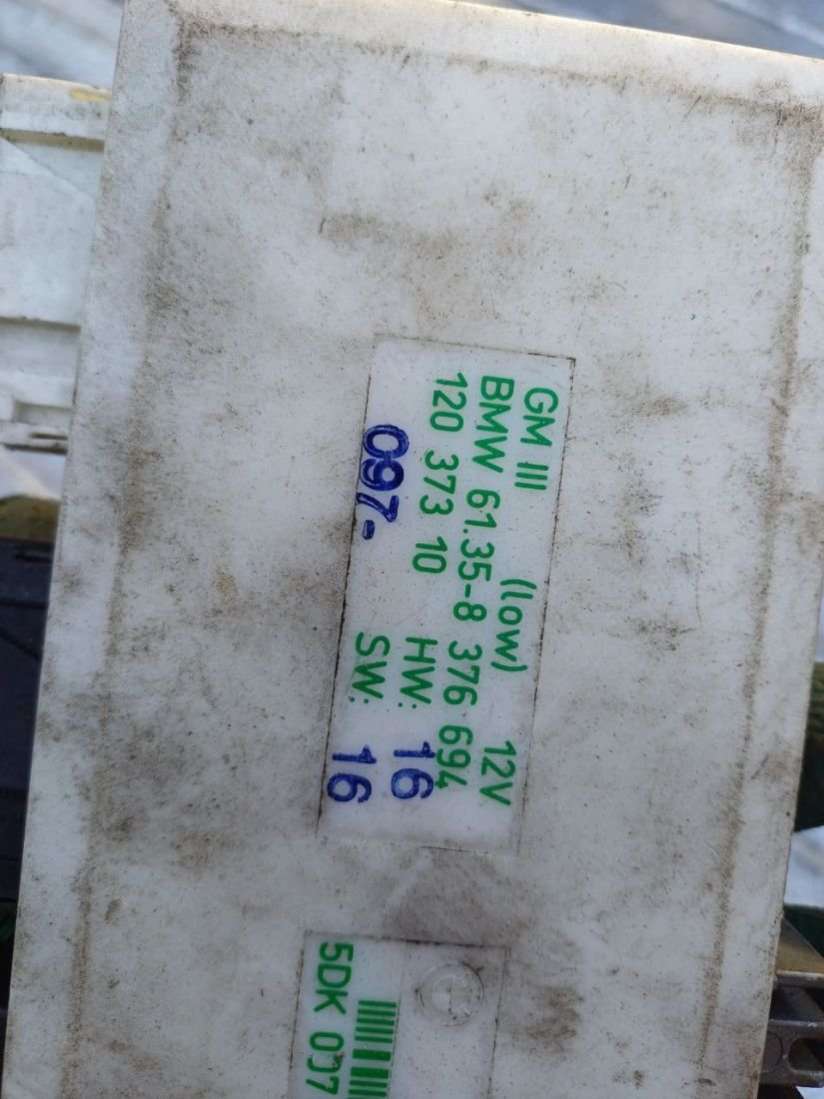 GM III (low) 12V
BMW 61.35-8 376 694
120 373 10 HW: 16
097- SW: 16
5DK 007